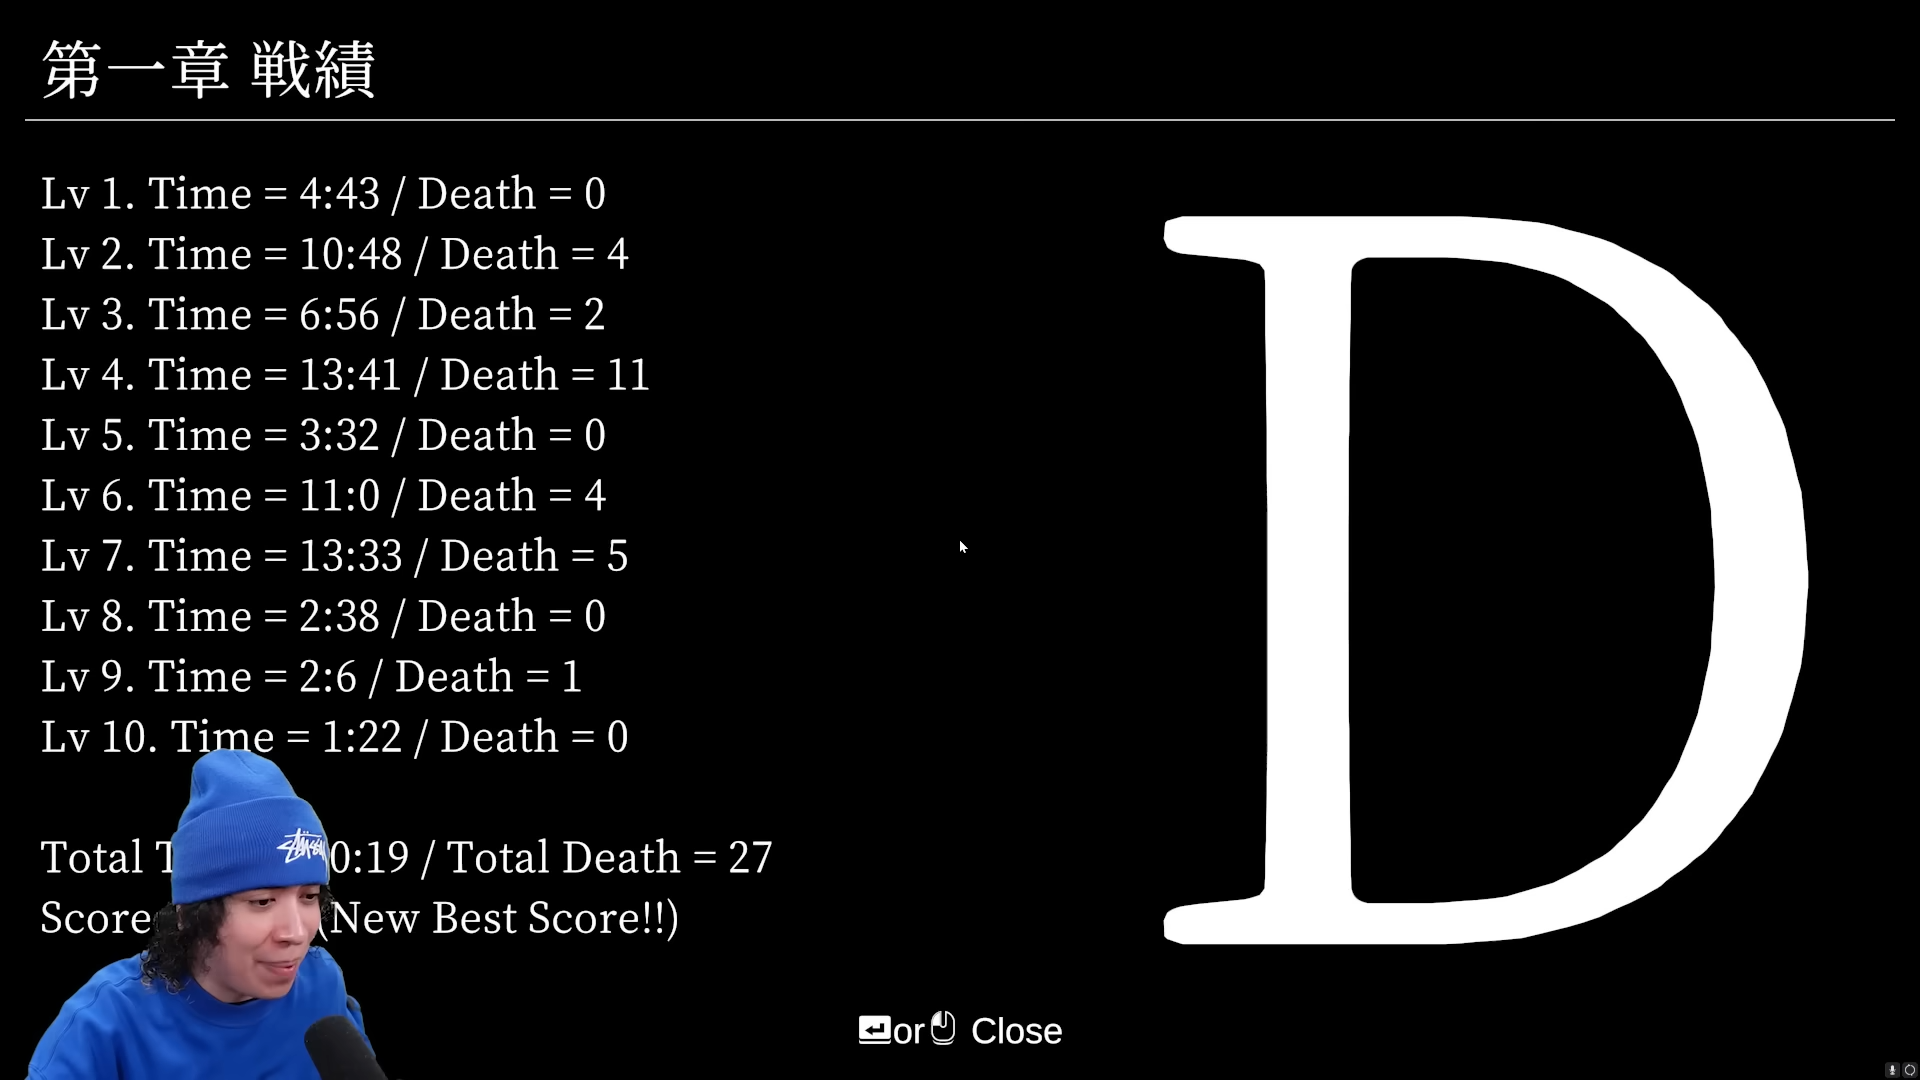 第一章 戦績
Lv 1. Time = 4:43 / Death = 0
Lv 2. Time = 10:48 / Death = 4
Lv 3. Time = 6:56 / Death = 2
Lv 4. Time = 13:41 / Death = 11
Lv 5. Time = 3:32 / Death = 0
Lv 6. Time = 11:0 / Death = 4
Lv 7. Time = 13:33 / Death = 5
Lv 8. Time = 2:38 / Death = 0
Lv 9. Time = 2:6 / Death = 1
Lv 10. Time = 1:22 / Death = 0
Total 0:19 / Total Death = 27
Score (New Best Score!!)
D
Stüssy
or Close